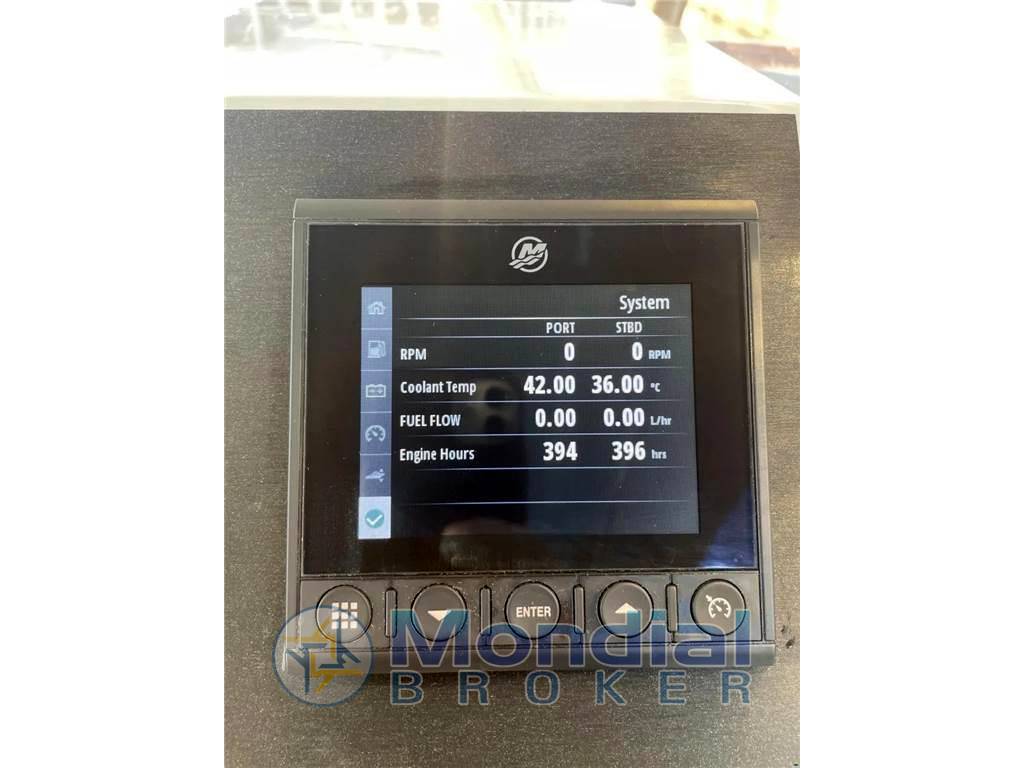 M
System
PORT STBD
RPM 0 0 RPM
Coolant Temp 42.00 36.00 °C
FUEL FLOW 0.00 0.00 L/hr
Engine Hours 394 396 hrs
ENTER
Mondial
BROKER